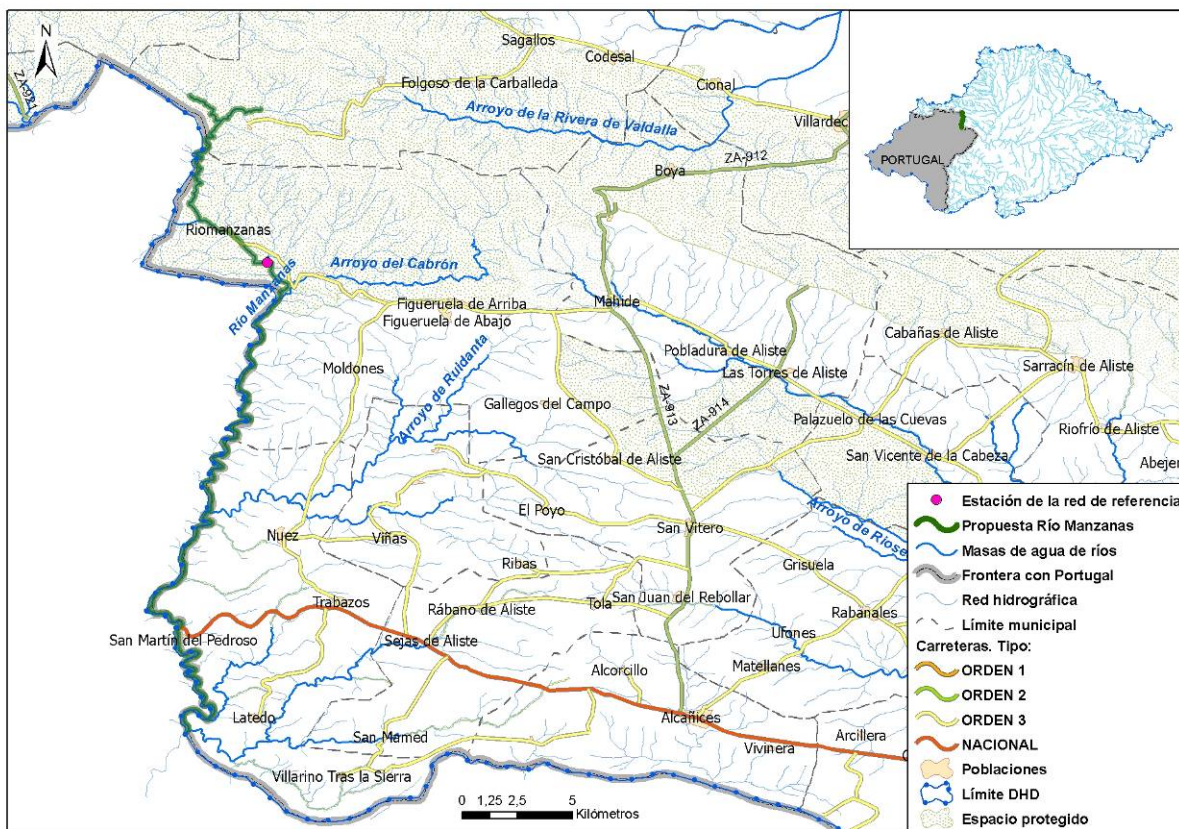 N
Sagallos
Codesal
Folgoso de la Carballeda
Cional
ZA-921
Arroyo de la Rivera de Valdalla
Villardec
ZA-912
Boya
PORTUGAL
Riomanzanas
Arroyo del Cabrón
Río Manzanas
Figueruela de Arriba
Mahide
Figueruela de Abajo
Cabañas de Aliste
Pobladura de Aliste
Moldones
Las Torres de Aliste
Sarracín de Aliste
Arroyo de Ruidanta
Gallegos del Campo
ZA-913
ZA-914
Palazuelo de las Cuevas
Riofrío de Aliste
San Cristóbal de Aliste
San Vicente de la Cabeza
Abejer
El Poyo
Arroyo de Riose
San Vitero
Nuez
Viñas
Grisuela
Ribas
Trabazos
Rábano de Aliste
Tola
San Juan del Rebollar
Rabanales
San Martín del Pedroso
Sejas de Aliste
Ufones
Alcorcillo
Matellanes
Latedo
Alcañices
San Mamed
Vivinera
Arcillera
Villarino Tras la Sierra
0 1,25 2,5 5
Kilómetros
Estación de la red de referencia
Propuesta Río Manzanas
Masas de agua de ríos
Frontera con Portugal
Red hidrográfica
Límite municipal
Carreteras. Tipo:
ORDEN 1
ORDEN 2
ORDEN 3
NACIONAL
Poblaciones
Límite DHD
Espacio protegido